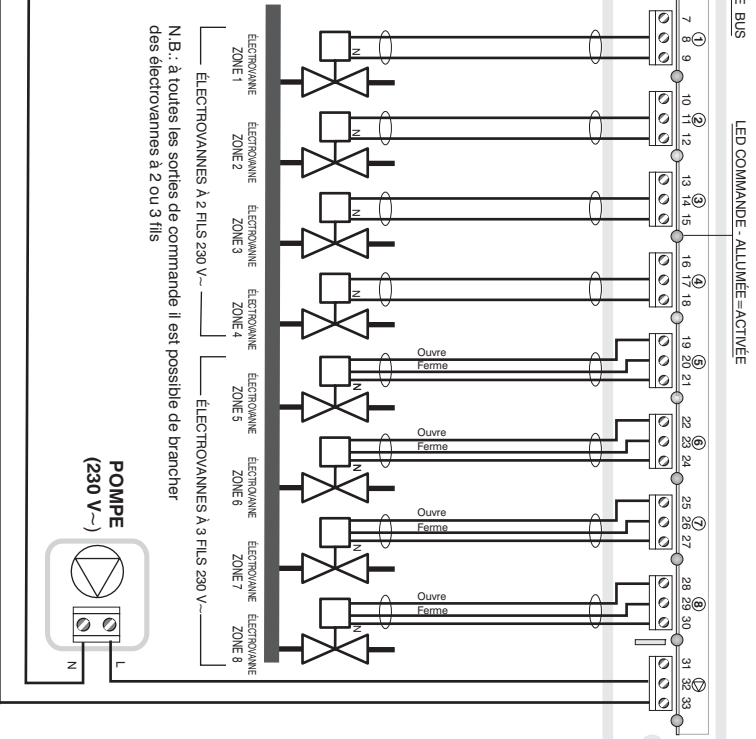 E BUS
LED COMMANDE - ALLUMÉE=ACTIVÉE
7 8 9
1
10 11 12
2
13 14 15
3
16 17 18
4
19 20 21
5
22 23 24
6
25 26 27
7
28 29 30
8
31 32 33
Ouvre
Ferme
Ouvre
Ferme
Ouvre
Ferme
Ouvre
Ferme
N
N
N
N
N
N
N
N
ÉLECTROVANNE
ZONE 1
ÉLECTROVANNE
ZONE 2
ÉLECTROVANNE
ZONE 3
ÉLECTROVANNE
ZONE 4
ÉLECTROVANNE
ZONE 5
ÉLECTROVANNE
ZONE 6
ÉLECTROVANNE
ZONE 7
ÉLECTROVANNE
ZONE 8
ÉLECTROVANNES À 2 FILS 230 V~
ÉLECTROVANNES À 3 FILS 230 V~
N.B.: à toutes les sorties de commande il est possible de brancher
des électrovannes à 2 ou 3 fils
POMPE
(230 V~)
L
N